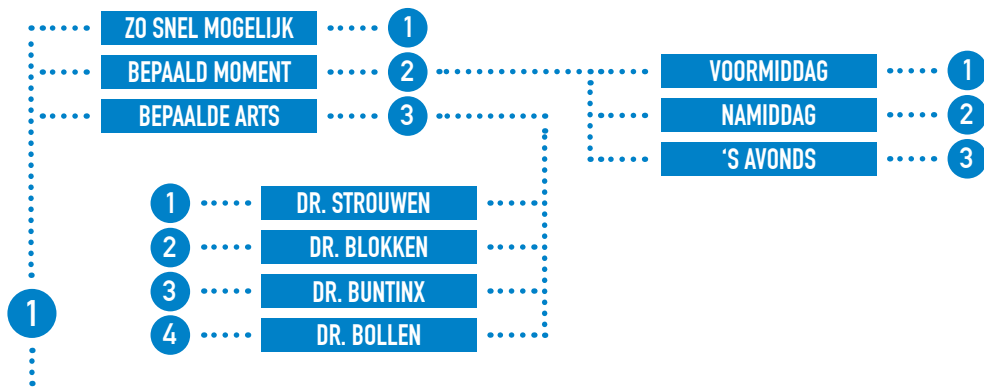 ZO SNEL MOGELIJK 1
BEPAALD MOMENT 2
BEPAALDE ARTS 3
VOORMIDDAG 1
NAMIDDAG 2
‘S AVONDS 3
1 DR. STROUWEN
2 DR. BLOKKEN
3 DR. BUNTINX
4 DR. BOLLEN
1